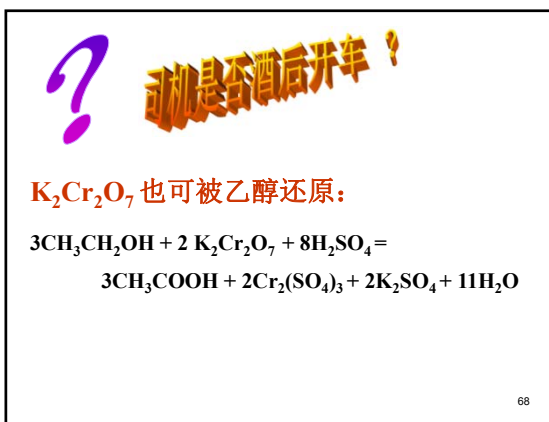 ?
司机是否酒后开车 ?
K₂Cr₂O₇ 也可被乙醇还原：
3CH₃CH₂OH + 2 K₂Cr₂O₇ + 8H₂SO₄ =
3CH₃COOH + 2Cr₂(SO₄)₃ + 2K₂SO₄ + 11H₂O
68